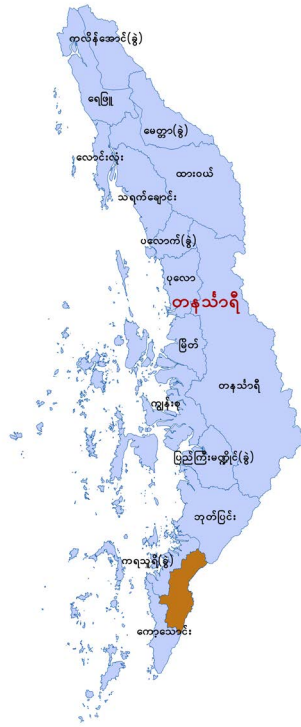 ကလိန်အောင်(ခွဲ)
ရေဖြူ
မေတ္တာ(ခွဲ)
လောင်းလုံး
ထားဝယ်
သရက်ချောင်း
ပလောက်(ခွဲ)
ပုလော
တနင်္သာရီ
မြိတ်
တနင်္သာရီ
ကျွန်းစု
ပြည်ကြီးမဏ္ဍိုင်(ခွဲ)
ဘုတ်ပြင်း
ကရသူရိ(ခွဲ)
ကော့သောင်း